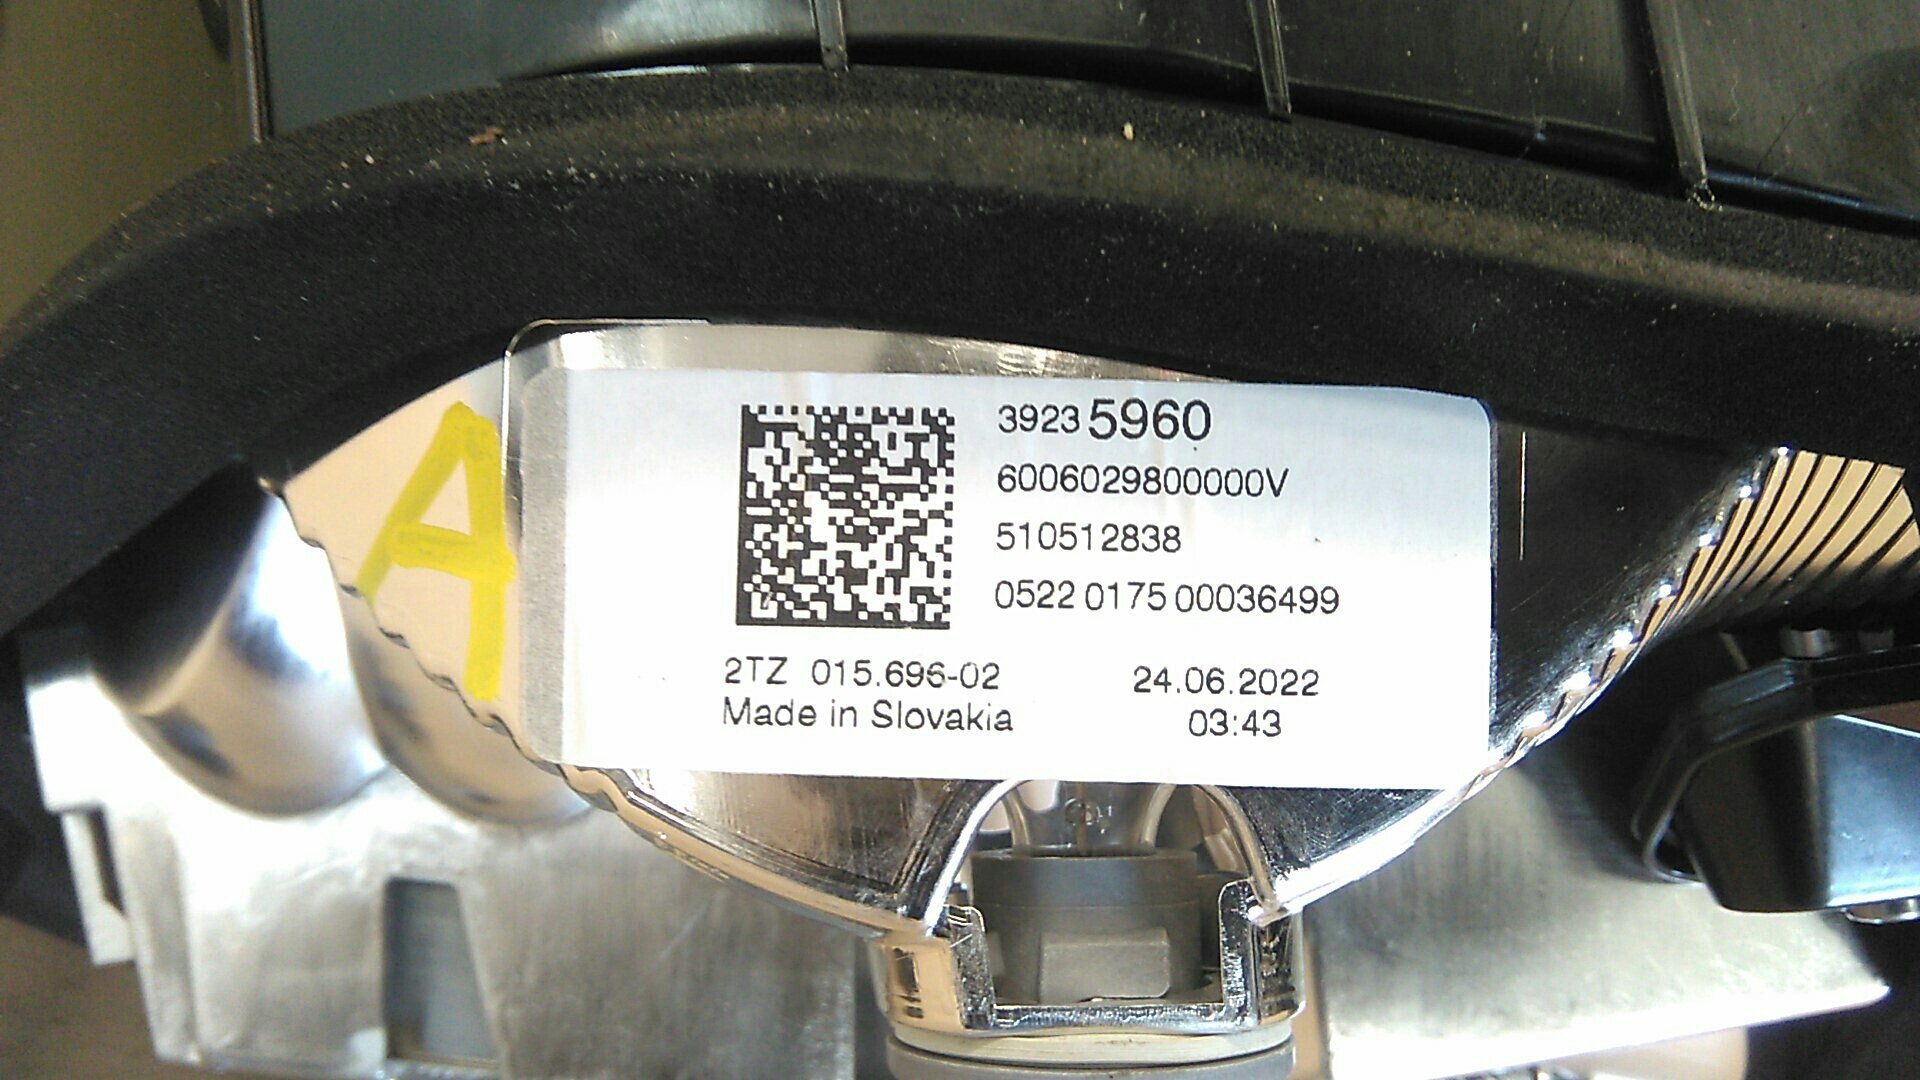 A
3923 5960
6006029800000V
510512838
0522 0175 00036499
2TZ 015.696-02
24.06.2022
Made in Slovakia
03:43